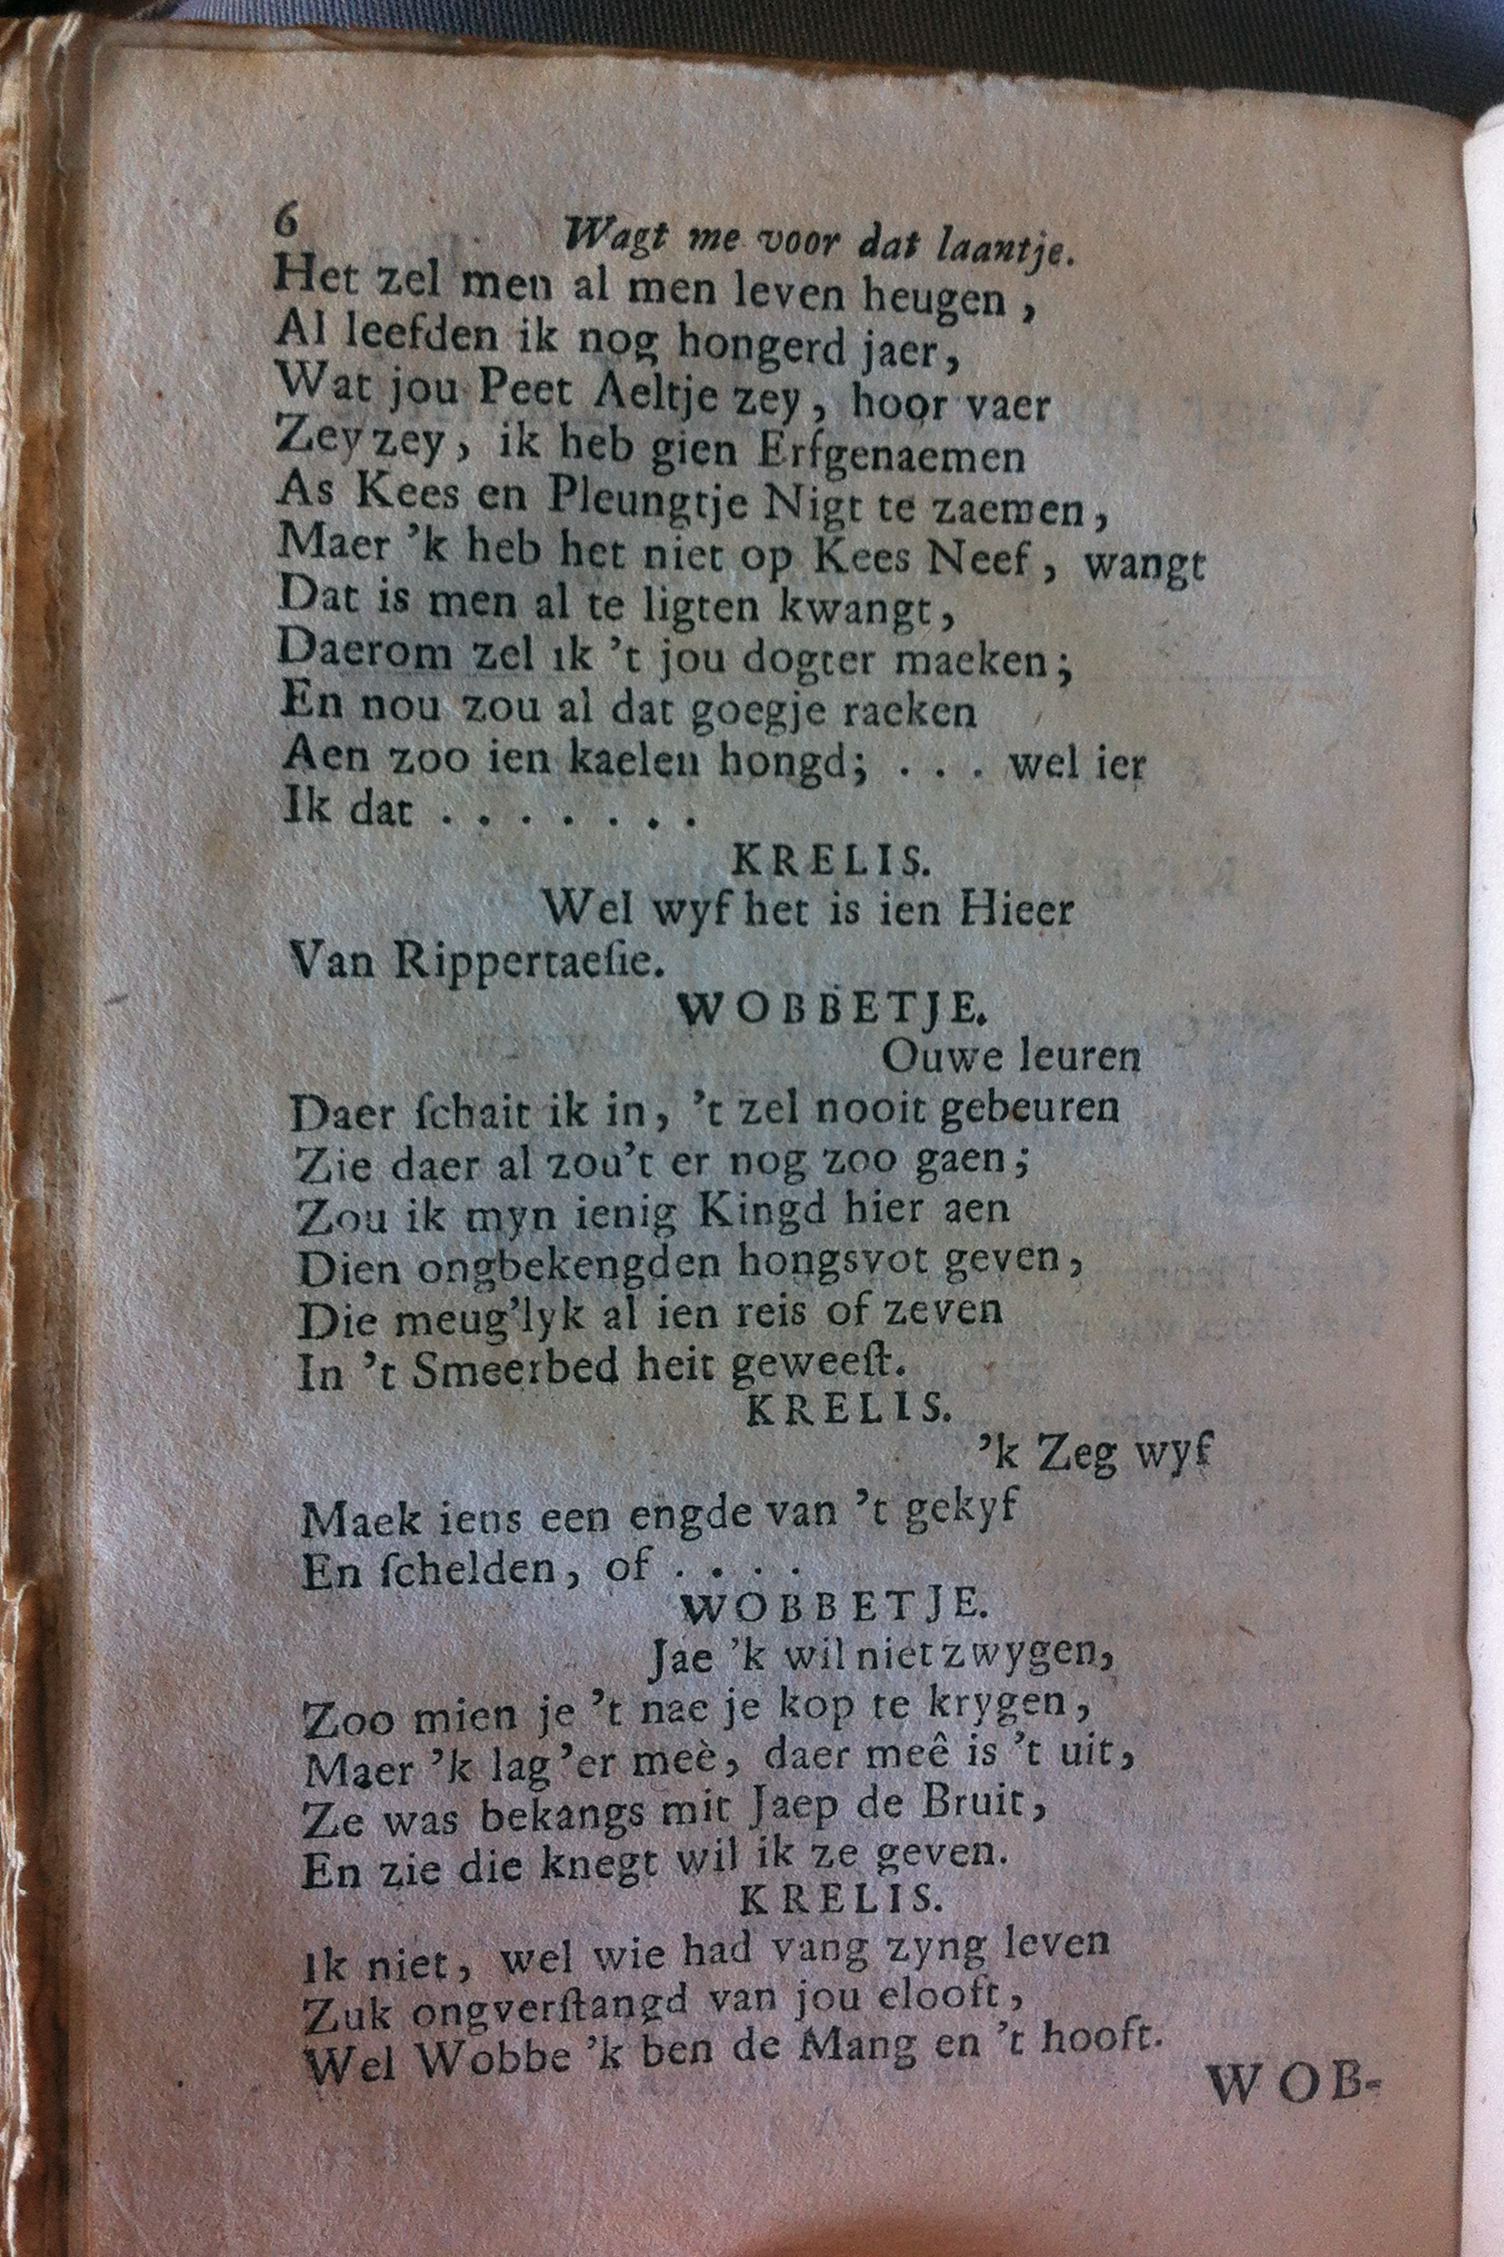 6 Wagt me voor dat laantje.
Het zel men al men leven heugen,
Al leefden ik nog hongerd jaer,
Wat jou Peet Aeltje zey, hoor vaer
Zey zey, ik heb gien Erfgenaemen
As Kees en Pleungtje Nigt te zaemen,
Maer 'k heb het niet op Kees Neef, wangt
Dat is men al te ligten kwangt,
Daerom zel ik 't jou dogter maeken;
En nou zou al dat goegje raeken
Aen zoo ien kaelen hongd; . . . wel ier
Ik dat . . . . . . .
KRELIS.
Wel wyf het is ien Hieer
Van Rippertaeſie.
WOBBETJE.
Ouwe leuren
Daer ſchait ik in, 't zel nooit gebeuren
Zie daer al zou't er nog zoo gaen;
Zou ik myn ienig Kingd hier aen
Dien ongbekengden hongsvot geven,
Die meug'lyk al ien reis of zeven
In 't Smeerbed heit geweeſt.
KRELIS.
'k Zeg wyf
Maek iens een engde van 't gekyf
En ſchelden, of . . . .
WOBBETJE.
Jae 'k wil niet zwygen,
Zoo mien je 't nae je kop te krygen,
Maer 'k lag 'er meè, daer meê is 't uit,
Ze was bekangs mit Jaep de Bruit,
En zie die knegt wil ik ze geven.
KRELIS.
Ik niet, wel wie had vang zyng leven
Zuk ongverſtangd van jou elooft,
Wel Wobbe 'k ben de Mang en 't hooft.
WOB-